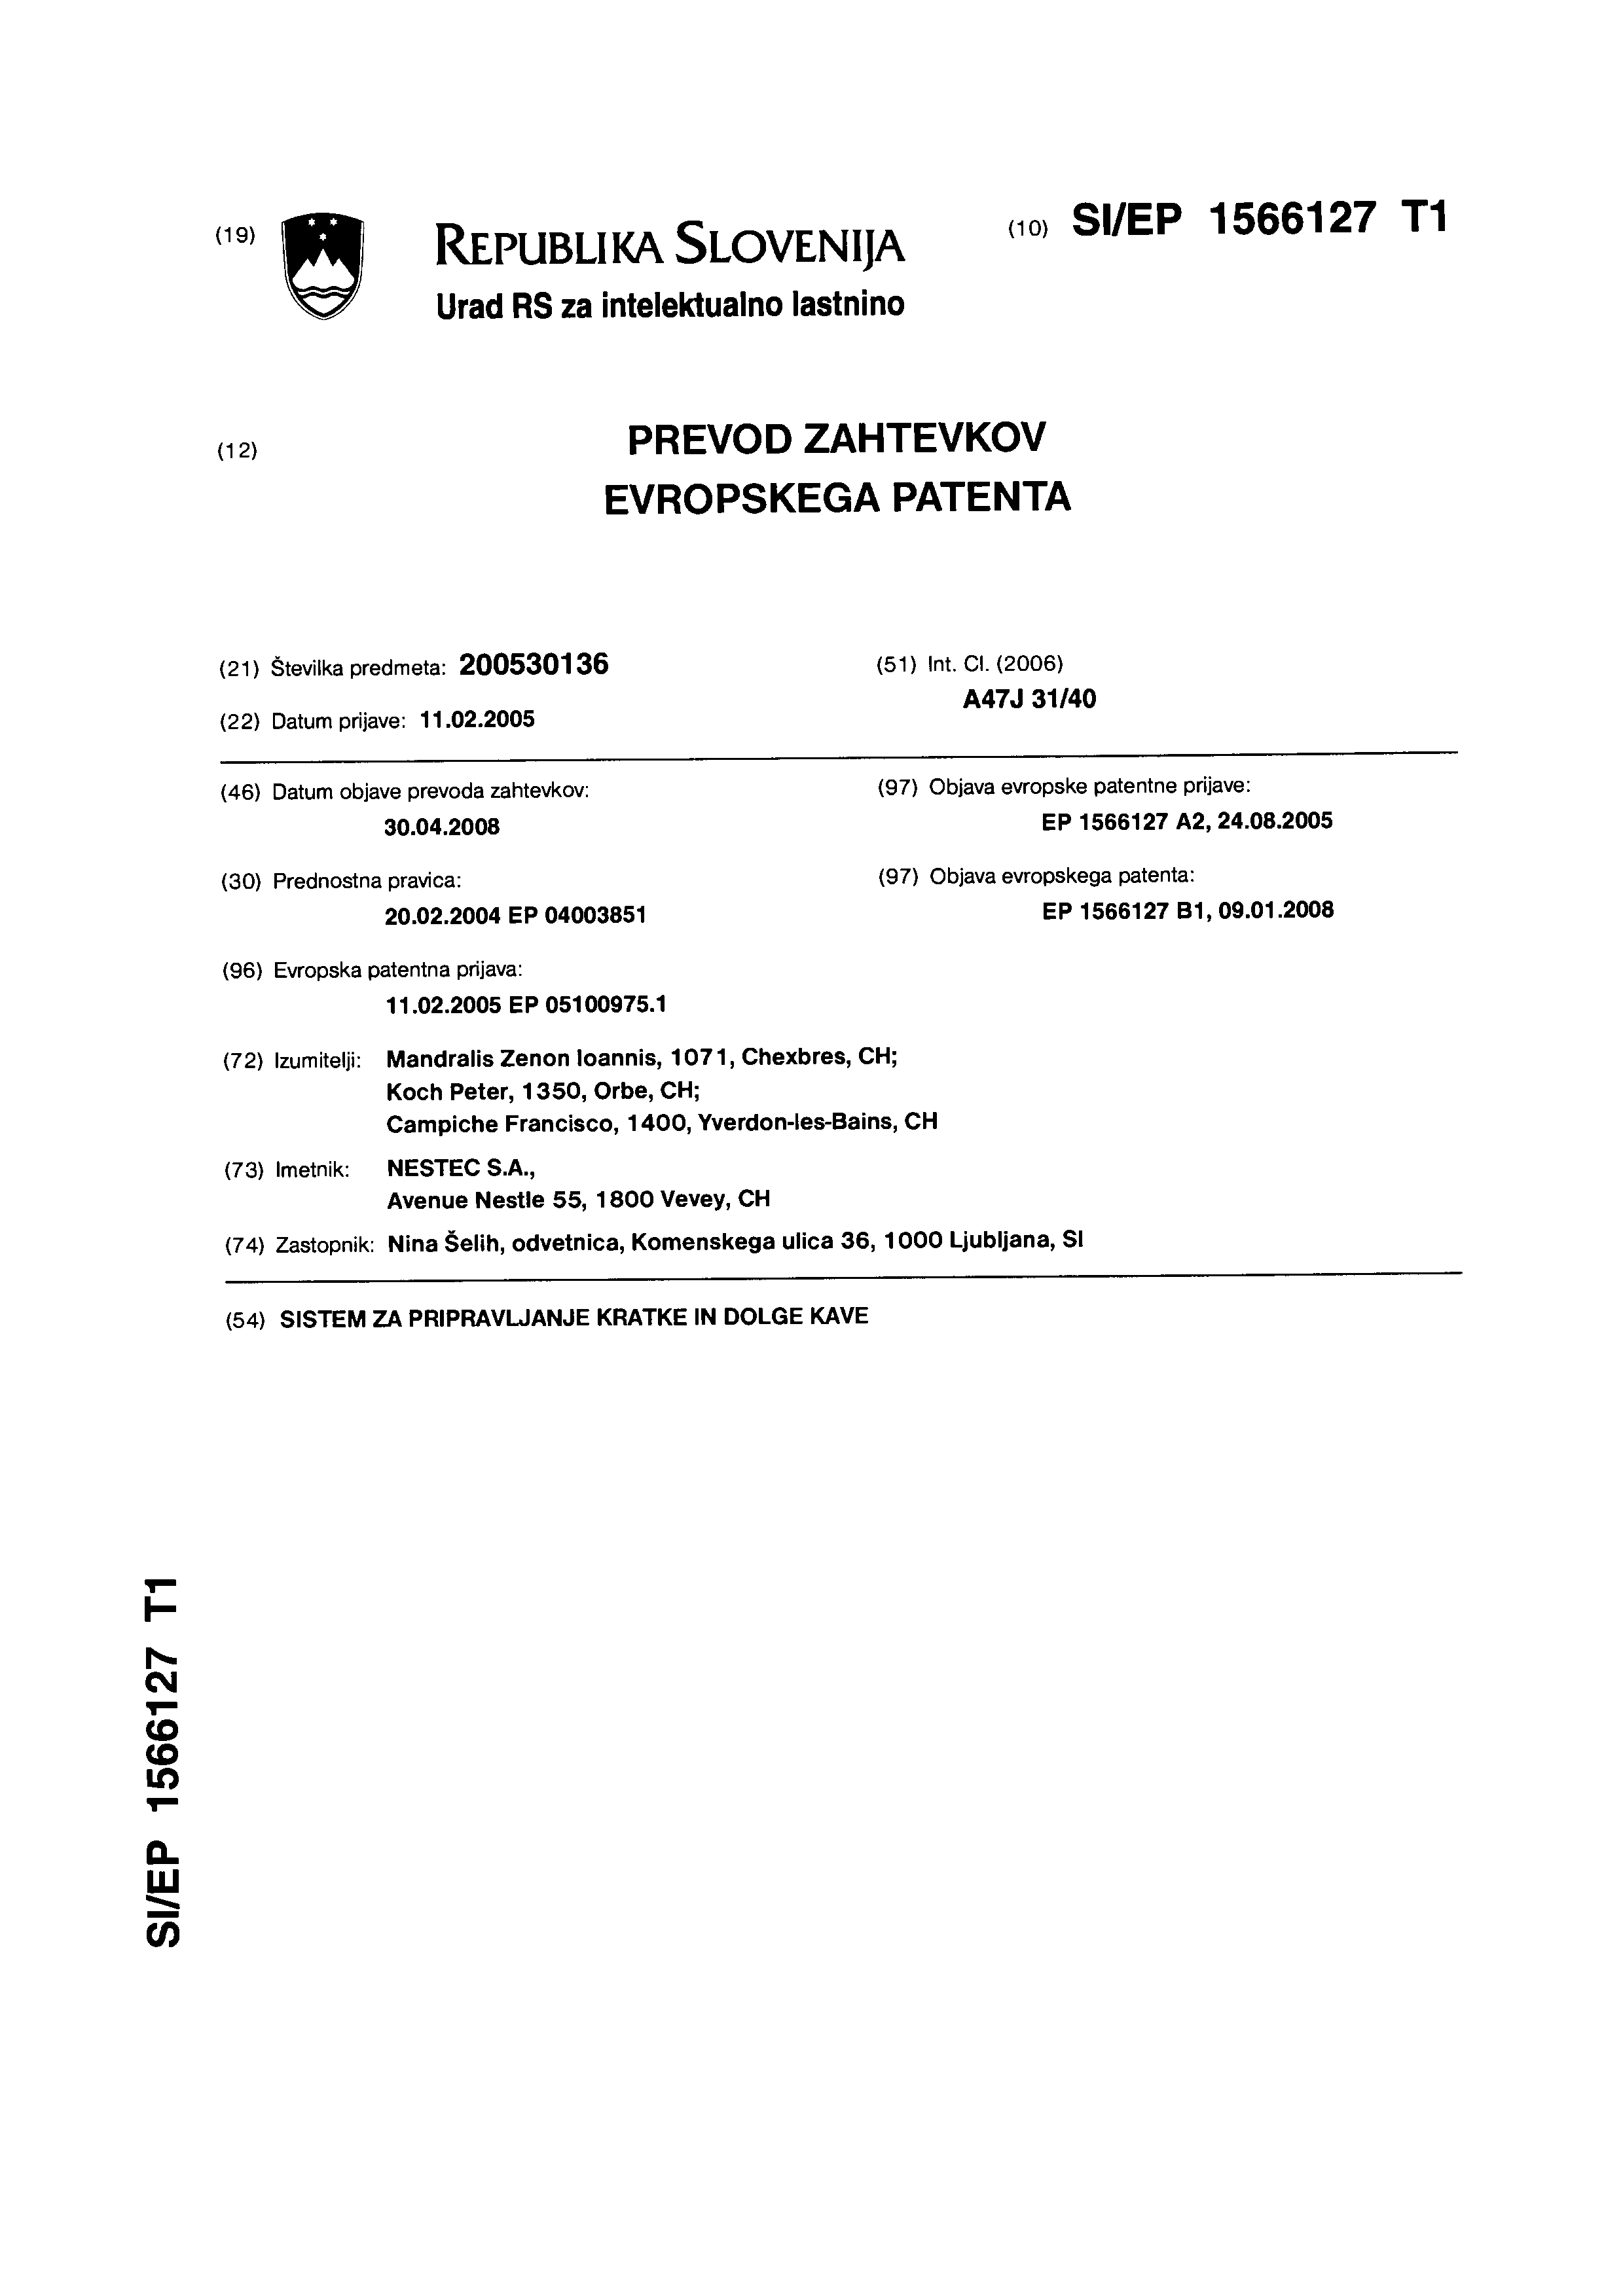 (19)
REPUBLIKA SLOVENIJA
Urad RS za intelektualno lastnino
(10) SI/EP 1566127 T1
(12)
PREVOD ZAHTEVKOV
EVROPSKEGA PATENTA
(21) Številka predmeta: 200530136
(22) Datum prijave: 11.02.2005
(51) Int. Cl. (2006)
A47J 31/40
(46) Datum objave prevoda zahtevkov:
30.04.2008
(97) Objava evropske patentne prijave:
EP 1566127 A2, 24.08.2005
(30) Prednostna pravica:
20.02.2004 EP 04003851
(97) Objava evropskega patenta:
EP 1566127 B1, 09.01.2008
(96) Evropska patentna prijava:
11.02.2005 EP 05100975.1
(72) Izumitelji: Mandralis Zenon Ioannis, 1071, Chexbres, CH;
Koch Peter, 1350, Orbe, CH;
Campiche Francisco, 1400, Yverdon-les-Bains, CH
(73) Imetnik: NESTEC S.A.,
Avenue Nestle 55, 1800 Vevey, CH
(74) Zastopnik: Nina Šelih, odvetnica, Komenskega ulica 36, 1000 Ljubljana, SI
(54) SISTEM ZA PRIPRAVLJANJE KRATKE IN DOLGE KAVE
SI/EP 1566127 T1